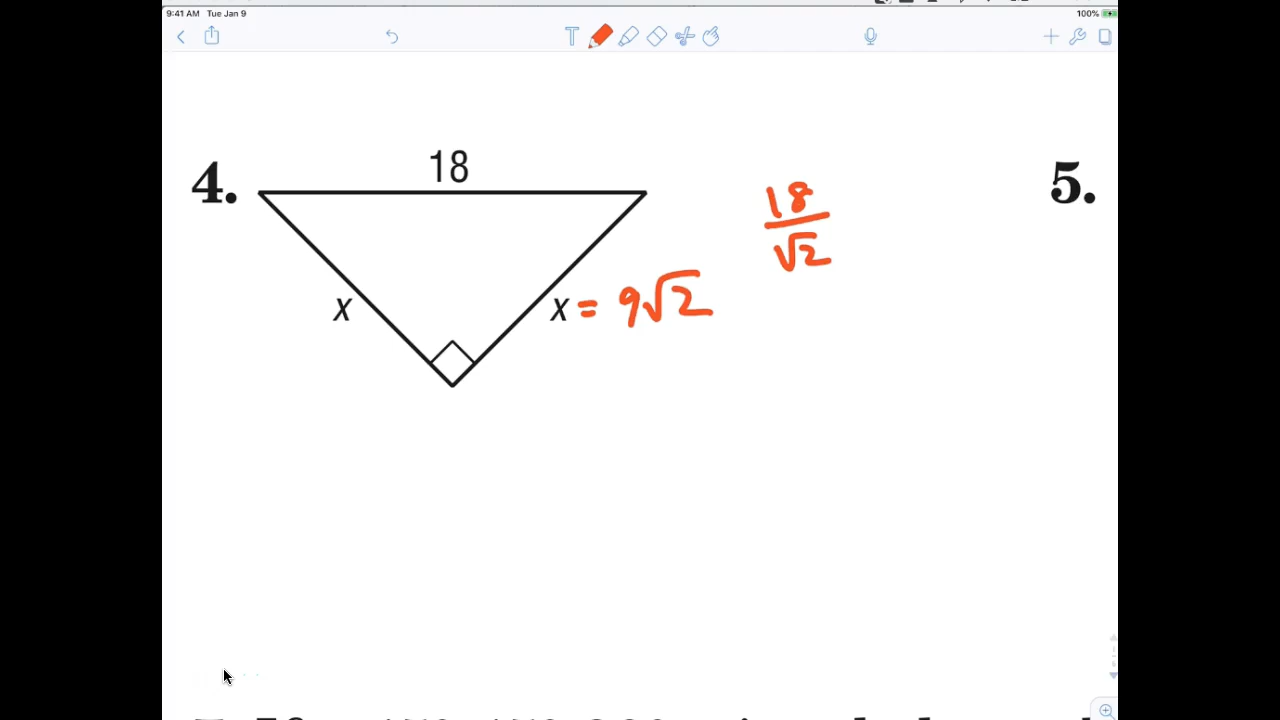 9:41 AM Tue Jan 9
100%
T
4.
18
18
√2
5.
x
x = 9√2